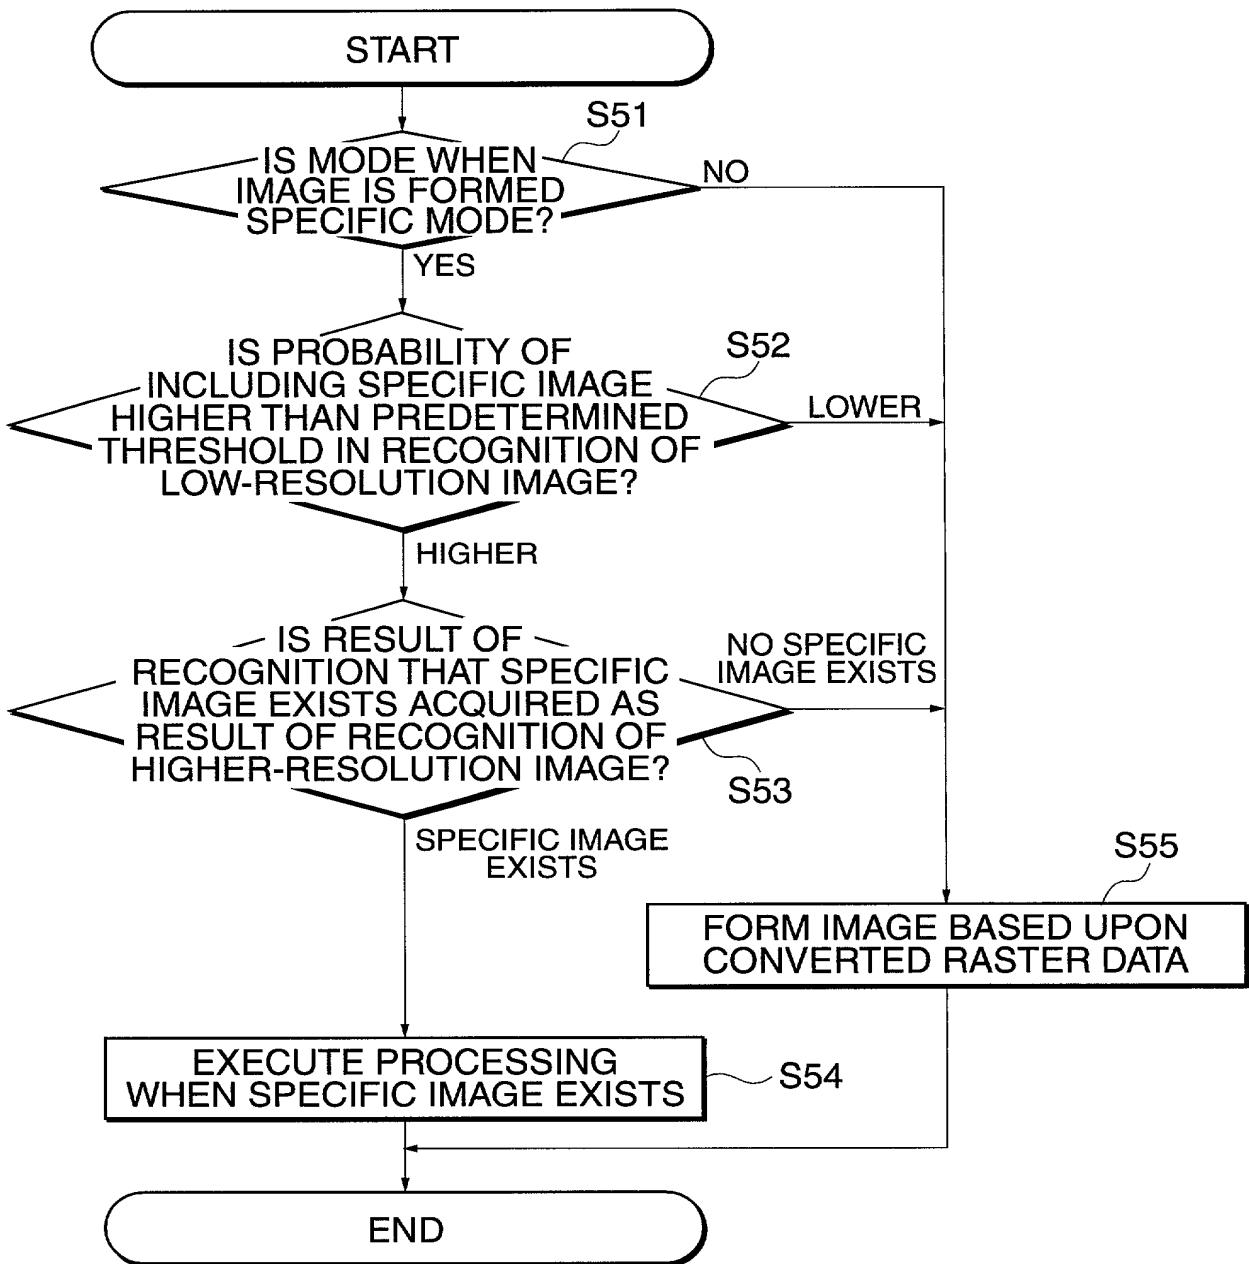 START
S51
IS MODE WHEN
IMAGE IS FORMED
SPECIFIC MODE?
NO
YES
S52
IS PROBABILITY OF
INCLUDING SPECIFIC IMAGE
HIGHER THAN PREDETERMINED
THRESHOLD IN RECOGNITION OF
LOW-RESOLUTION IMAGE?
LOWER
HIGHER
IS RESULT OF
RECOGNITION THAT SPECIFIC
IMAGE EXISTS ACQUIRED AS
RESULT OF RECOGNITION OF
HIGHER-RESOLUTION IMAGE?
NO SPECIFIC
IMAGE EXISTS
S53
SPECIFIC IMAGE
EXISTS
S55
FORM IMAGE BASED UPON
CONVERTED RASTER DATA
EXECUTE PROCESSING
WHEN SPECIFIC IMAGE EXISTS
S54
END